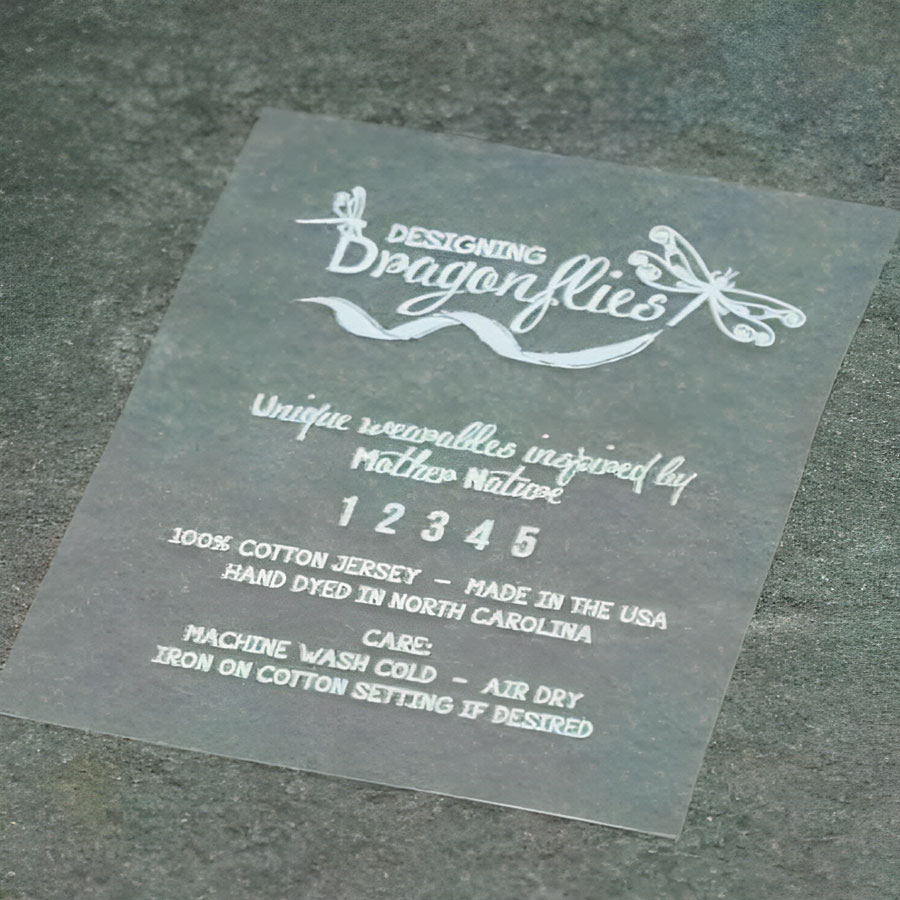 DESIGNING
Dragonflies
Unique wearables inspired by
Mother Nature
1 2 3 4 5
100% COTTON JERSEY – MADE IN THE USA
HAND DYED IN NORTH CAROLINA
CARE:
MACHINE WASH COLD – AIR DRY
IRON ON COTTON SETTING IF DESIRED